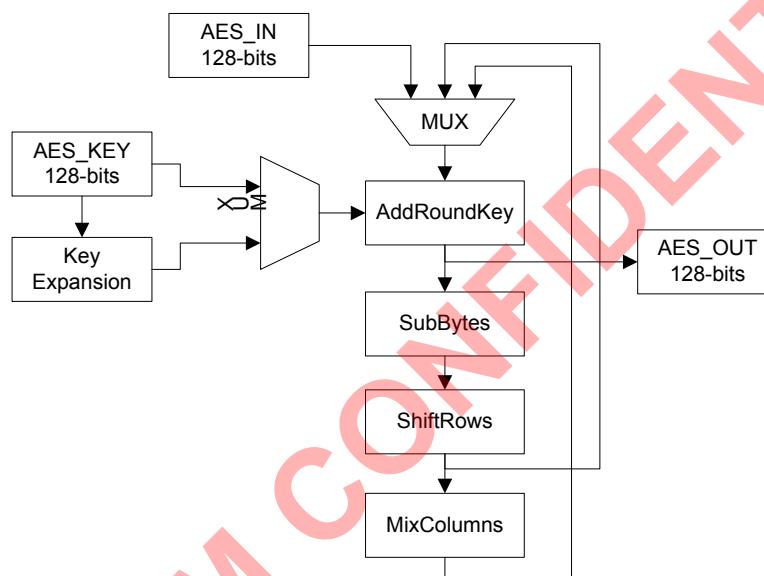 AES_IN
128-bits
MUX
AES_KEY
128-bits
MUX
AddRoundKey
Key
Expansion
AES_OUT
128-bits
SubBytes
ShiftRows
MixColumns
M CONFIDENT